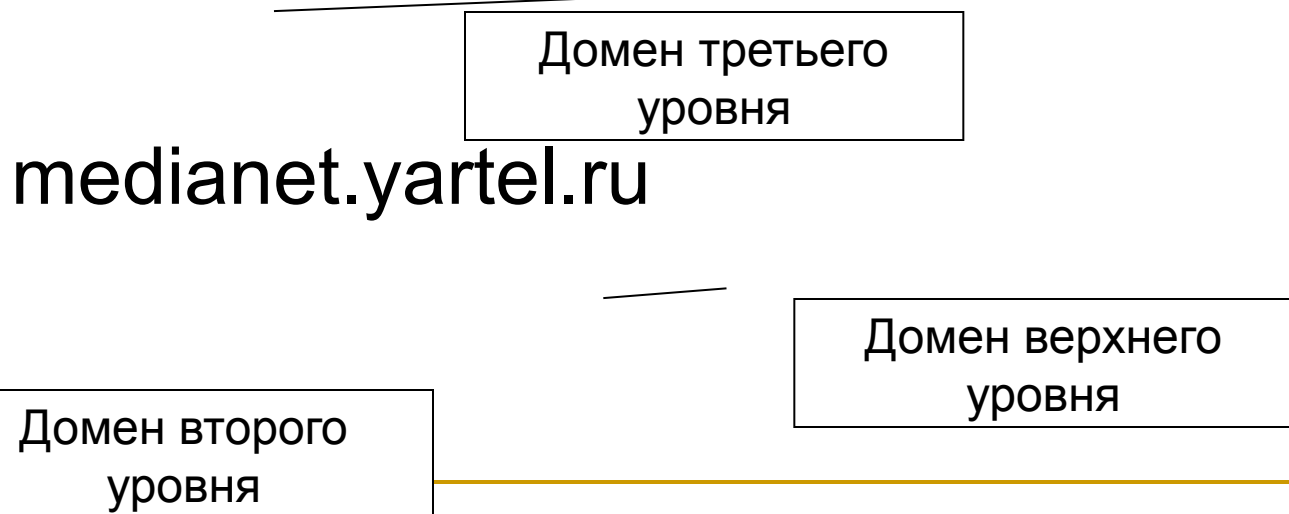 Домен третьего
уровня
medianet.yartel.ru
Домен верхнего
уровня
Домен второго
уровня